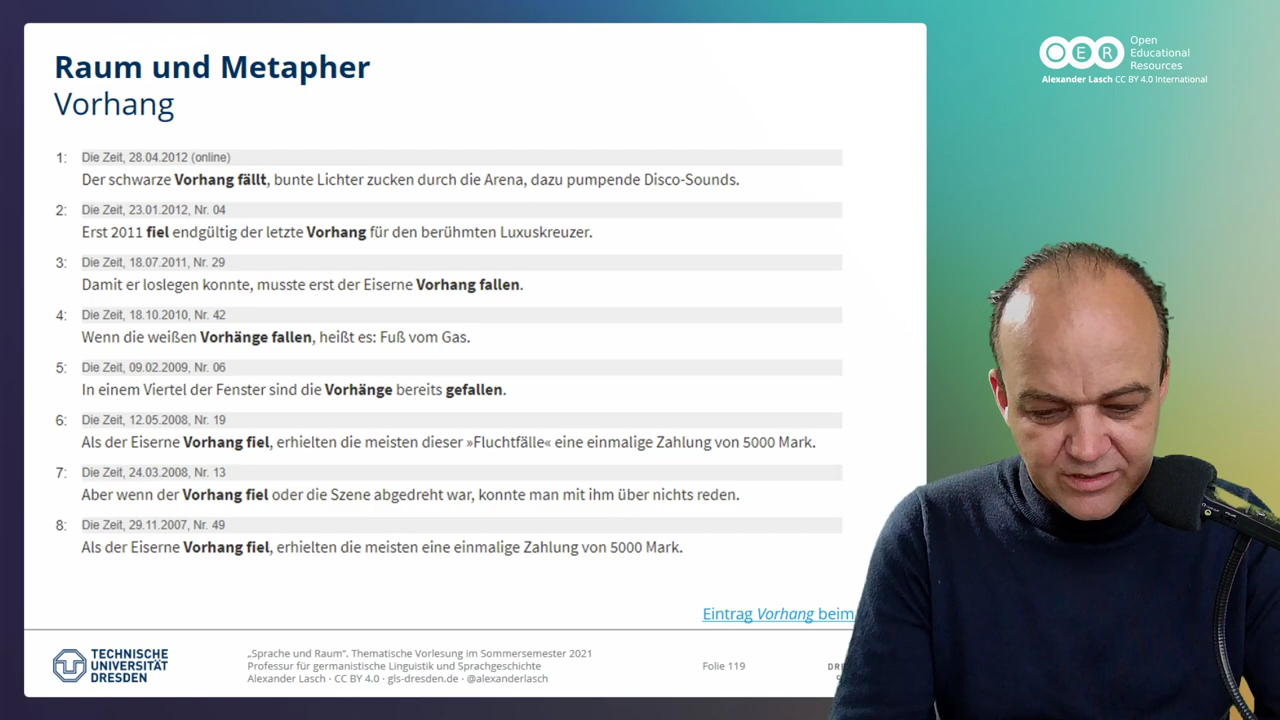 Raum und Metapher
Vorhang
1: Die Zeit, 28.04.2012 (online)
Der schwarze Vorhang fällt, bunte Lichter zucken durch die Arena, dazu pumpende Disco-Sounds.
2: Die Zeit, 23.01.2012, Nr. 04
Erst 2011 fiel endgültig der letzte Vorhang für den berühmten Luxuskreuzer.
3: Die Zeit, 18.07.2011, Nr. 29
Damit er loslegen konnte, musste erst der Eiserne Vorhang fallen.
4: Die Zeit, 18.10.2010, Nr. 42
Wenn die weißen Vorhänge fallen, heißt es: Fuß vom Gas.
5: Die Zeit, 09.02.2009, Nr. 06
In einem Viertel der Fenster sind die Vorhänge bereits gefallen.
6: Die Zeit, 12.05.2008, Nr. 19
Als der Eiserne Vorhang fiel, erhielten die meisten dieser »Fluchtfälle« eine einmalige Zahlung von 5000 Mark.
7: Die Zeit, 24.03.2008, Nr. 13
Aber wenn der Vorhang fiel oder die Szene abgedreht war, konnte man mit ihm über nichts reden.
8: Die Zeit, 29.11.2007, Nr. 49
Als der Eiserne Vorhang fiel, erhielten die meisten eine einmalige Zahlung von 5000 Mark.
Eintrag Vorhang beim
TECHNISCHE
UNIVERSITÄT
DRESDEN
„Sprache und Raum“. Thematische Vorlesung im Sommersemester 2021
Professur für germanistische Linguistik und Sprachgeschichte
Alexander Lasch · CC BY 4.0 · gls-dresden.de · @alexanderlasch
Folie 119
OER
Open
Educational
Resources
Alexander Lasch CC BY 4.0 International